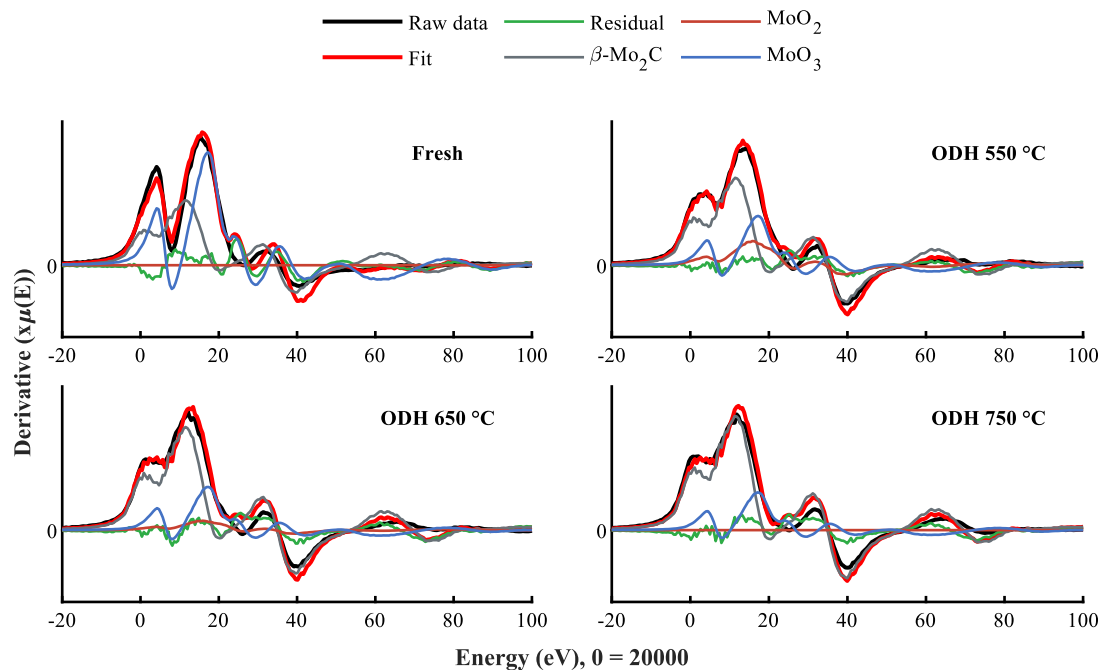 Raw data
Residual
MoO2
Fit
β-Mo2C
MoO3
Derivative (xμ(E))
Fresh
0
-20 0 20 40 60 80 100
ODH 550 °C
0
-20 0 20 40 60 80 100
ODH 650 °C
0
-20 0 20 40 60 80 100
ODH 750 °C
0
-20 0 20 40 60 80 100
Energy (eV), 0 = 20000